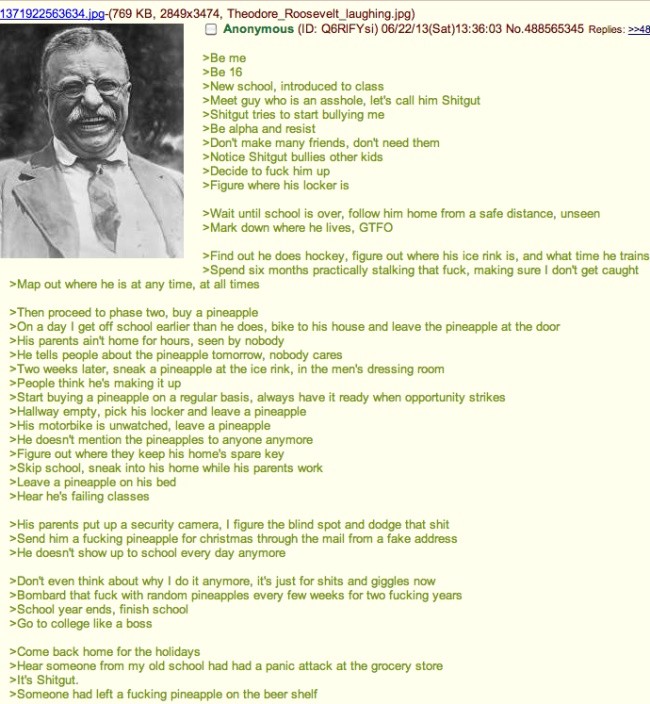 1371922563634.jpg-(769 KB, 2849x3474, Theodore_Roosevelt_laughing.jpg)
Anonymous (ID: Q6RlFYsi) 06/22/13(Sat)13:36:03 No.488565345 Replies: >>48
>Be me
>Be 16
>New school, introduced to class
>Meet guy who is an asshole, let's call him Shitgut
>Shitgut tries to start bullying me
>Be alpha and resist
>Don't make many friends, don't need them
>Notice Shitgut bullies other kids
>Decide to fuck him up
>Figure where his locker is
>Wait until school is over, follow him home from a safe distance, unseen
>Mark down where he lives, GTFO
>Find out he does hockey, figure out where his ice rink is, and what time he trains
>Spend six months practically stalking that fuck, making sure I don't get caught
>Map out where he is at any time, at all times
>Then proceed to phase two, buy a pineapple
>On a day I get off school earlier than he does, bike to his house and leave the pineapple at the door
>His parents ain't home for hours, seen by nobody
>He tells people about the pineapple tomorrow, nobody cares
>Two weeks later, sneak a pineapple at the ice rink, in the men's dressing room
>People think he's making it up
>Start buying a pineapple on a regular basis, always have it ready when opportunity strikes
>Hallway empty, pick his locker and leave a pineapple
>His motorbike is unwatched, leave a pineapple
>He doesn't mention the pineapples to anyone anymore
>Figure out where they keep his home's spare key
>Skip school, sneak into his home while his parents work
>Leave a pineapple on his bed
>Hear he's failing classes
>His parents put up a security camera, I figure the blind spot and dodge that shit
>Send him a fucking pineapple for christmas through the mail from a fake address
>He doesn't show up to school every day anymore
>Don't even think about why I do it anymore, it's just for shits and giggles now
>Bombard that fuck with random pineapples every few weeks for two fucking years
>School year ends, finish school
>Go to college like a boss
>Come back home for the holidays
>Hear someone from my old school had had a panic attack at the grocery store
>It's Shitgut.
>Someone had left a fucking pineapple on the beer shelf